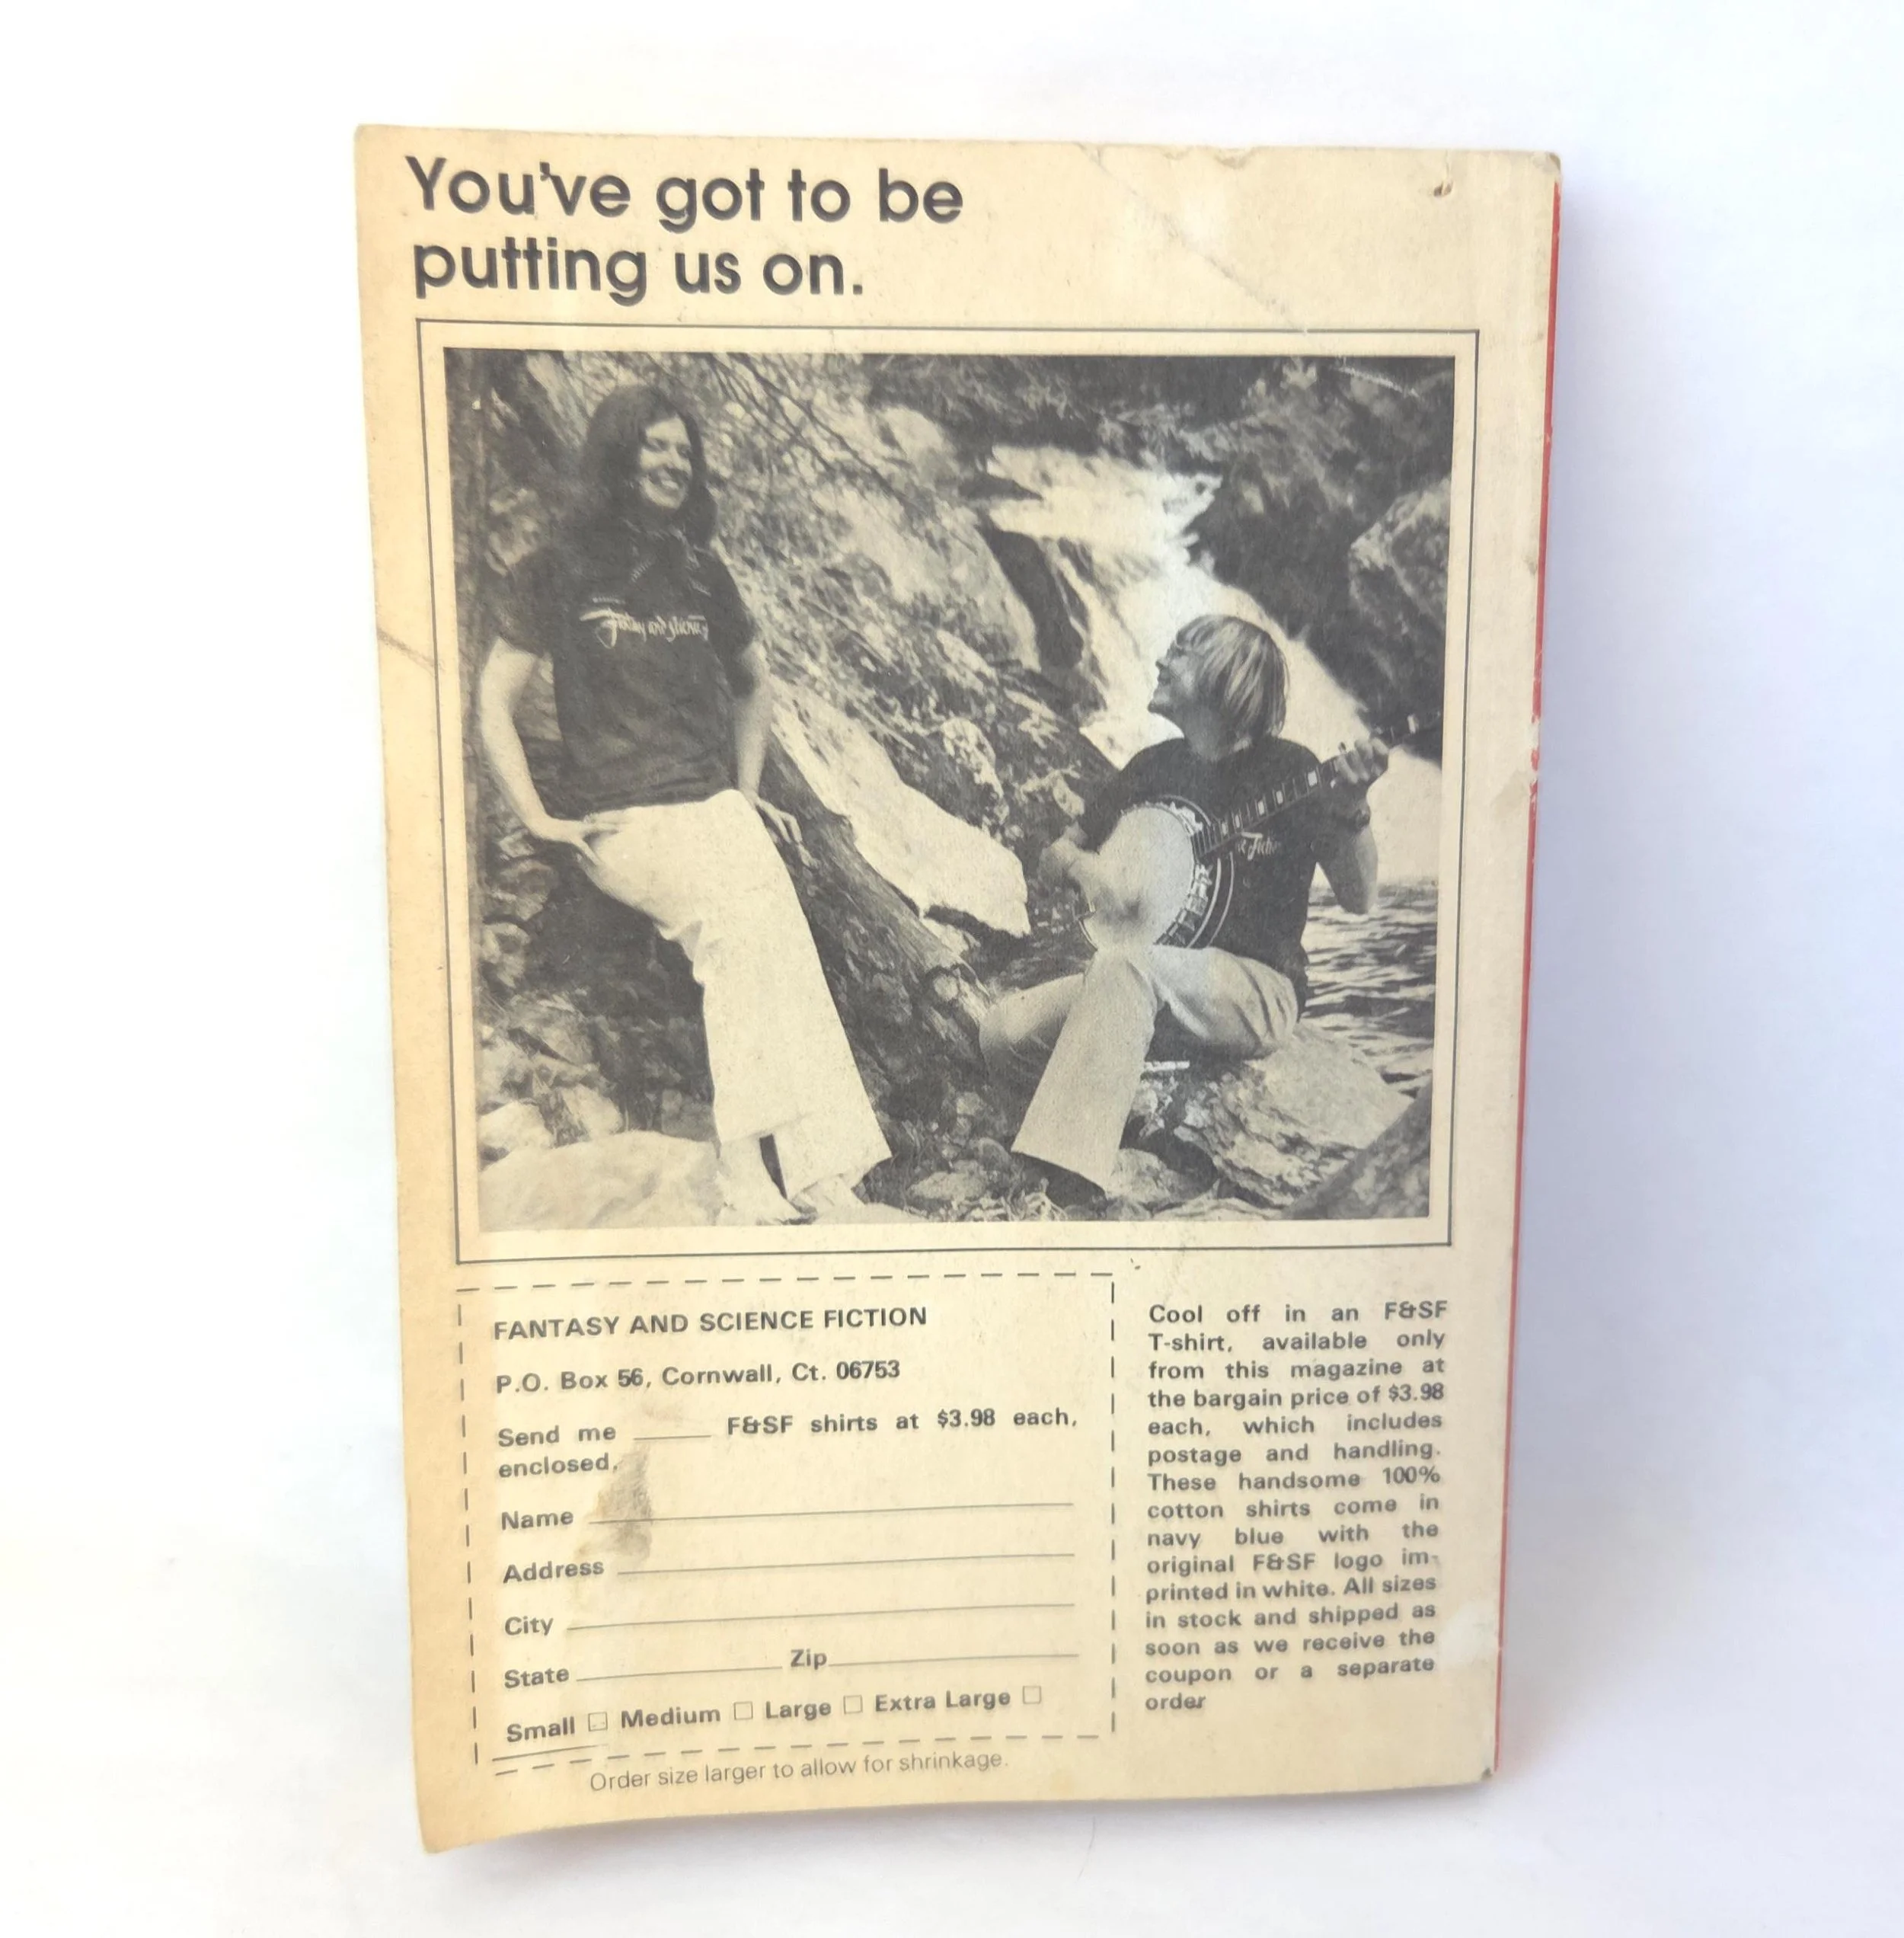 You've got to be
putting us on.
FANTASY AND SCIENCE FICTION
P.O. Box 56, Cornwall, Ct. 06753
Send me ______ F&SF shirts at $3.98 each,
enclosed.
Name
Address
City
State Zip
Small □ Medium □ Large □ Extra Large □
Order size larger to allow for shrinkage.
Cool off in an F&SF
T-shirt, available only
from this magazine at
the bargain price of $3.98
each, which includes
postage and handling.
These handsome 100%
cotton shirts come in
navy blue with the
original F&SF logo im-
printed in white. All sizes
in stock and shipped as
soon as we receive the
coupon or a separate
order